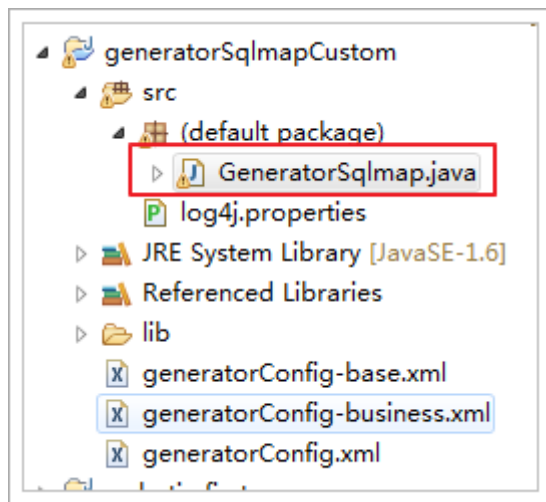 generatorSqlmapCustom
src
(default package)
GeneratorSqlmap.java
log4j.properties
JRE System Library [JavaSE-1.6]
Referenced Libraries
lib
generatorConfig-base.xml
generatorConfig-business.xml
generatorConfig.xml